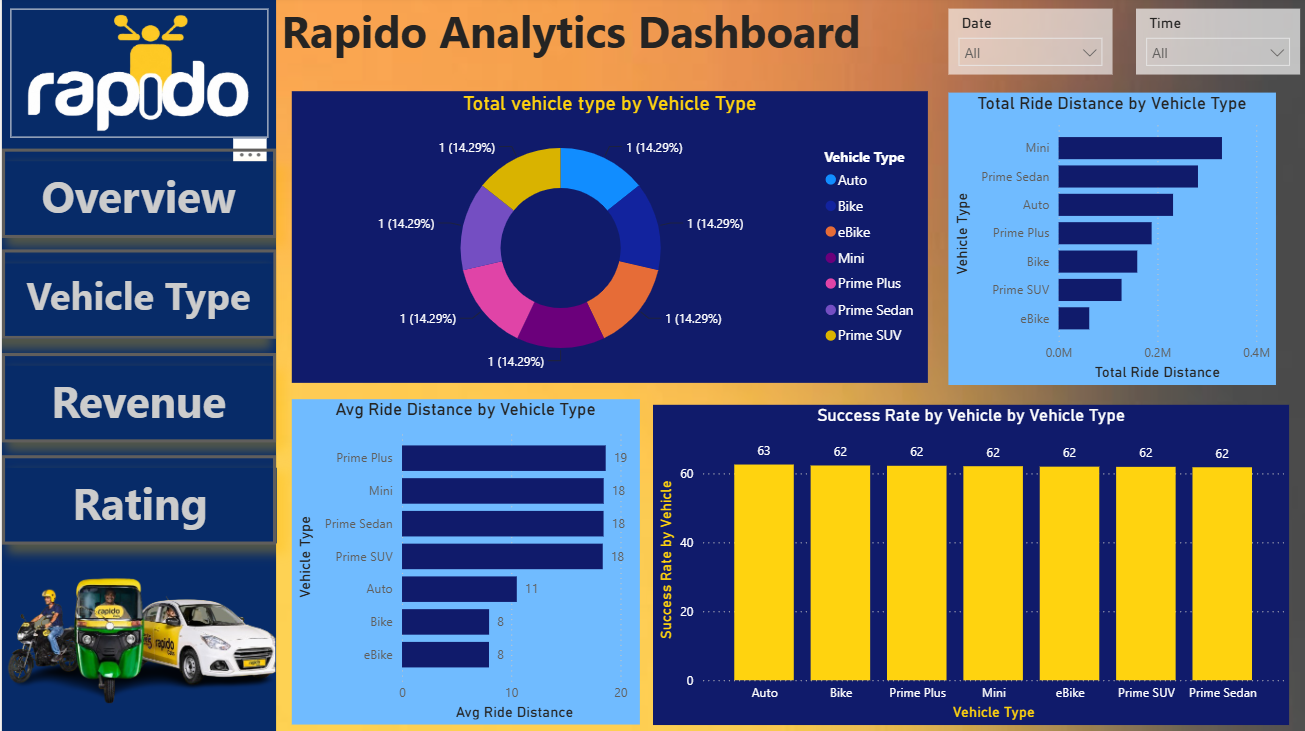 rapido
Overview
Vehicle Type
Revenue
Rating
rapido
rapido
Rapido Analytics Dashboard
Date
All
Time
All
Total vehicle type by Vehicle Type
1 (14.29%)
1 (14.29%)
1 (14.29%)
1 (14.29%)
1 (14.29%)
1 (14.29%)
1 (14.29%)
Vehicle Type
Auto
Bike
eBike
Mini
Prime Plus
Prime Sedan
Prime SUV
Total Ride Distance by Vehicle Type
Vehicle Type
Mini
Prime Sedan
Auto
Prime Plus
Bike
Prime SUV
eBike
0.0M 0.2M 0.4M
Total Ride Distance
Avg Ride Distance by Vehicle Type
Vehicle Type
Prime Plus 19
Mini 18
Prime Sedan 18
Prime SUV 18
Auto 11
Bike 8
eBike 8
0 10 20
Avg Ride Distance
Success Rate by Vehicle by Vehicle Type
Success Rate by Vehicle
63 62 62 62 62 62 62
60
40
20
0
Auto Bike Prime Plus Mini eBike Prime SUV Prime Sedan
Vehicle Type